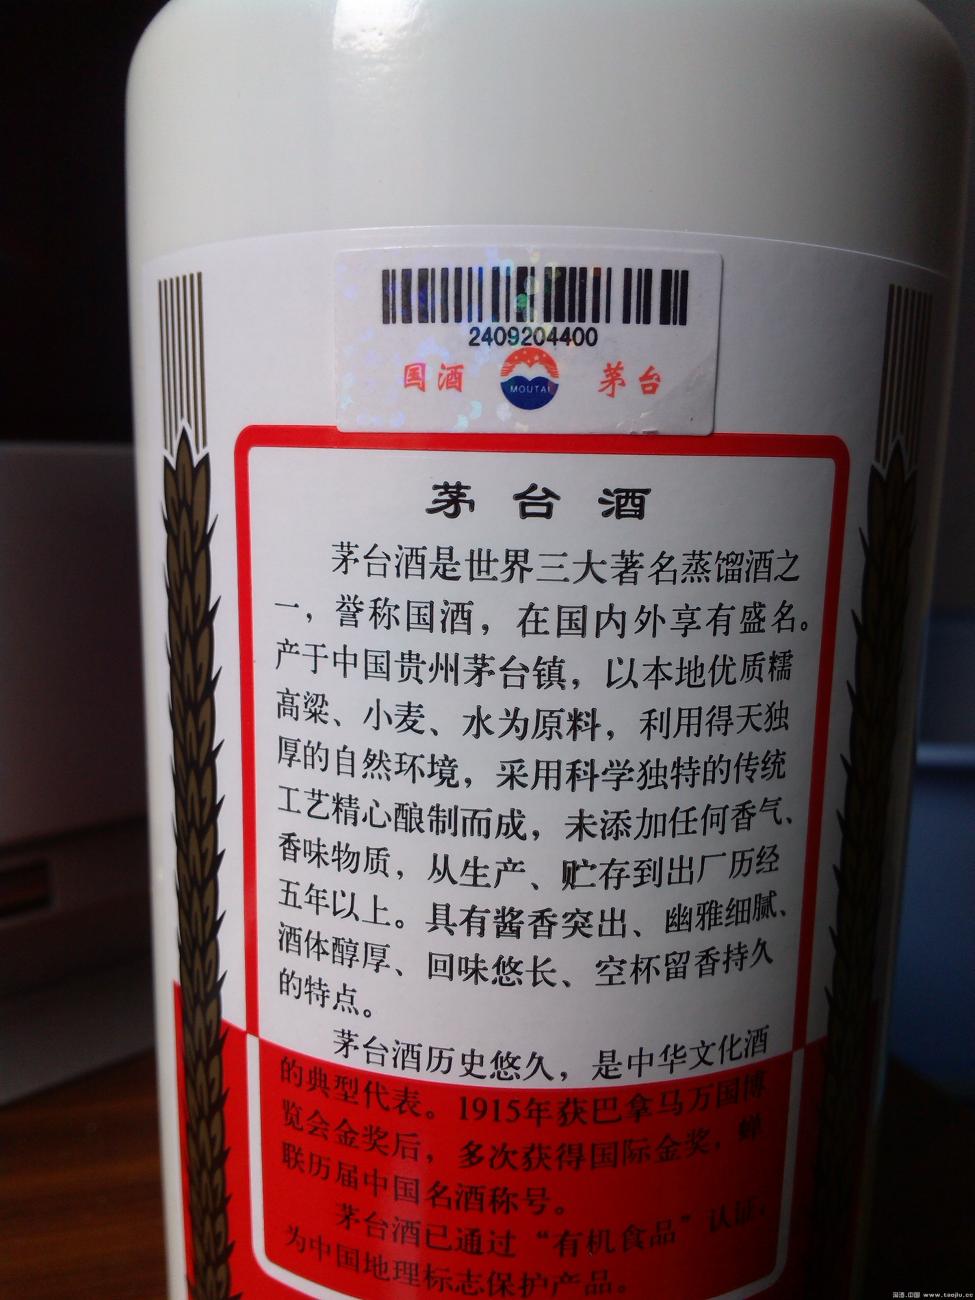 2409204400
国酒 MOUTAI 茅台
茅台酒
茅台酒是世界三大著名蒸馏酒之
一，誉称国酒，在国内外享有盛名。
产于中国贵州茅台镇，以本地优质糯
高粱、小麦、水为原料，利用得天独
厚的自然环境，采用科学独特的传统
工艺精心酿制而成，未添加任何香气、
香味物质，从生产、贮存到出厂历经
五年以上。具有酱香突出、幽雅细腻、
酒体醇厚、回味悠长、空杯留香持久
的特点。
茅台酒历史悠久，是中华文化酒
的典型代表。1915年获巴拿马万国博
览会金奖后，多次获得国际金奖，蝉
联历届中国名酒称号。
茅台酒已通过“有机食品”认证，
为中国地理标志保护产品。
国酒.中国 www.taojiu.cc